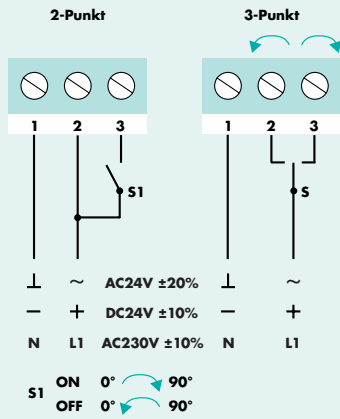 2-Punkt 3-Punkt
1 2 3 1 2 3
S1 S
⊥ ~ AC24V ±20% ⊥ ~
− + DC24V ±10% − +
N L1 AC230V ±10% N L1
S1 ON 0° 90°
OFF 0° 90°